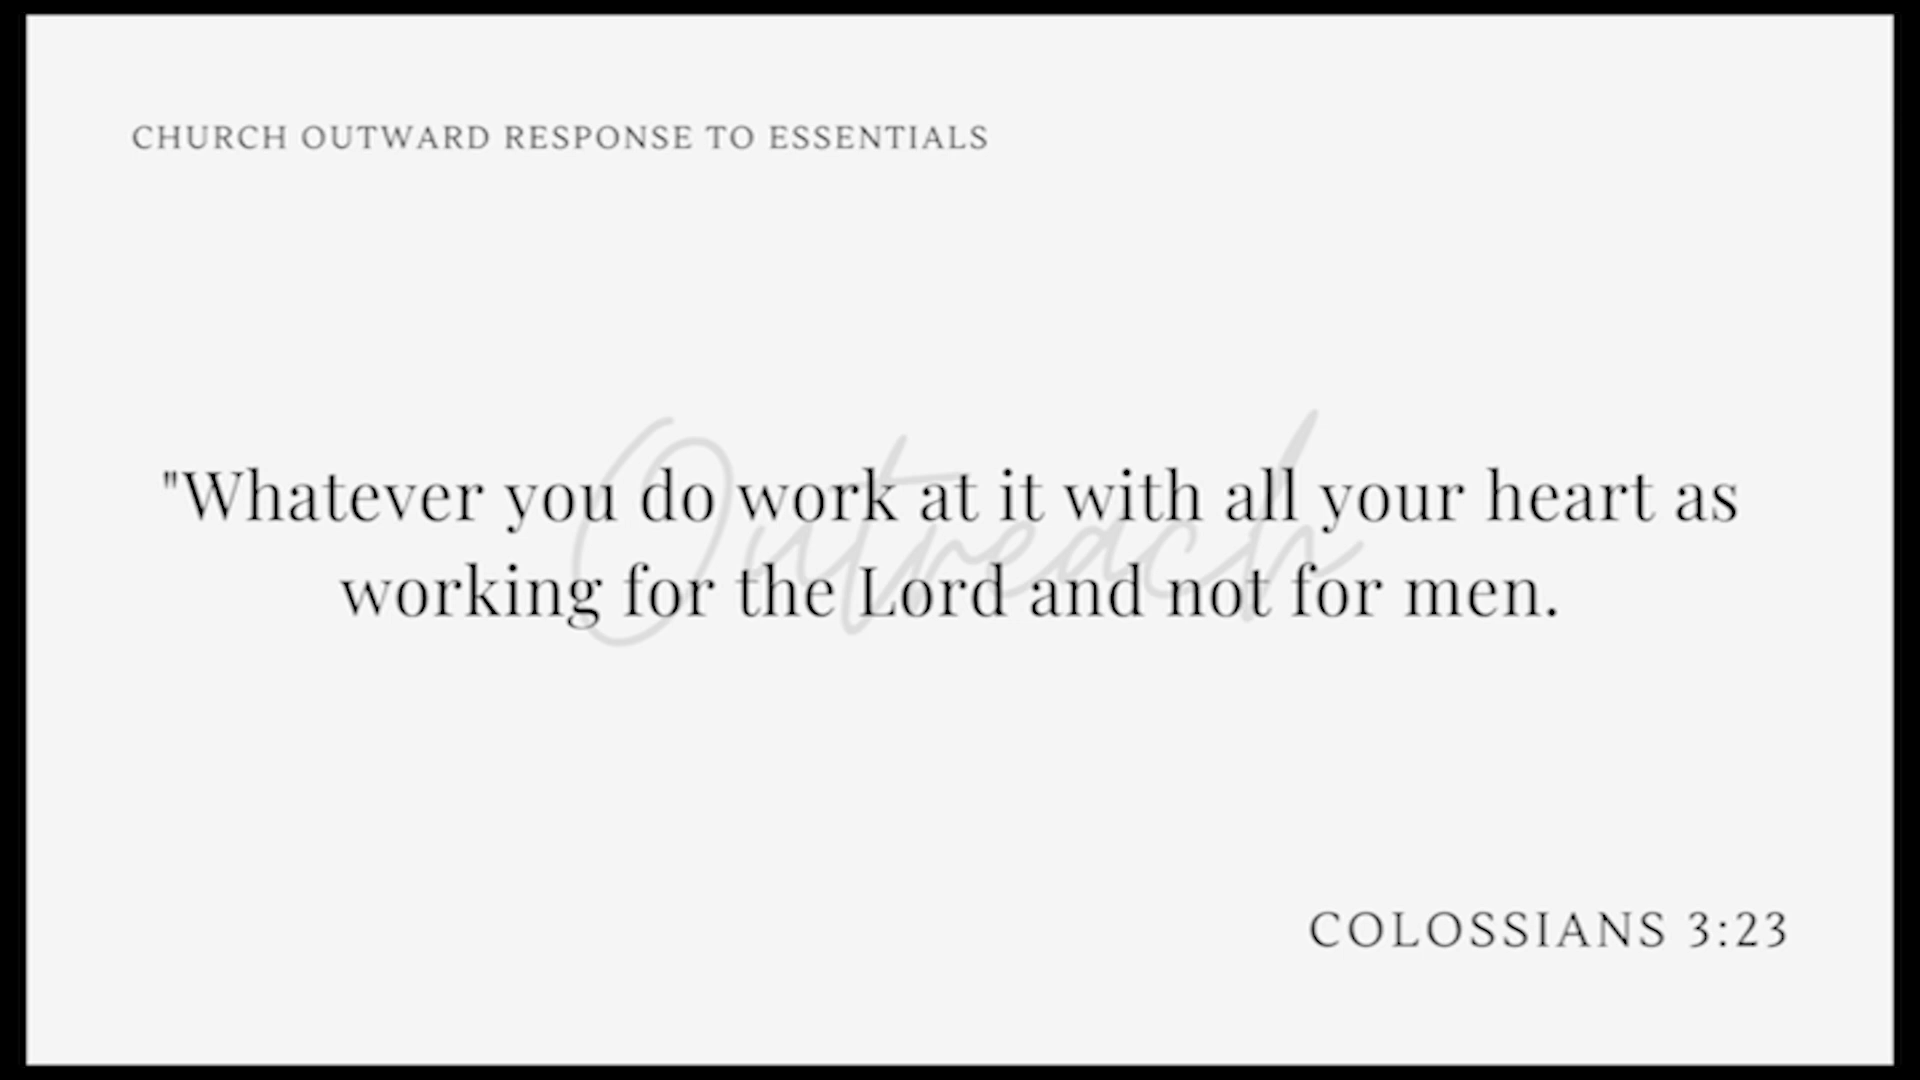 CHURCH OUTWARD RESPONSE TO ESSENTIALS
Outreach
"Whatever you do work at it with all your heart as
working for the Lord and not for men.
COLOSSIANS 3:23